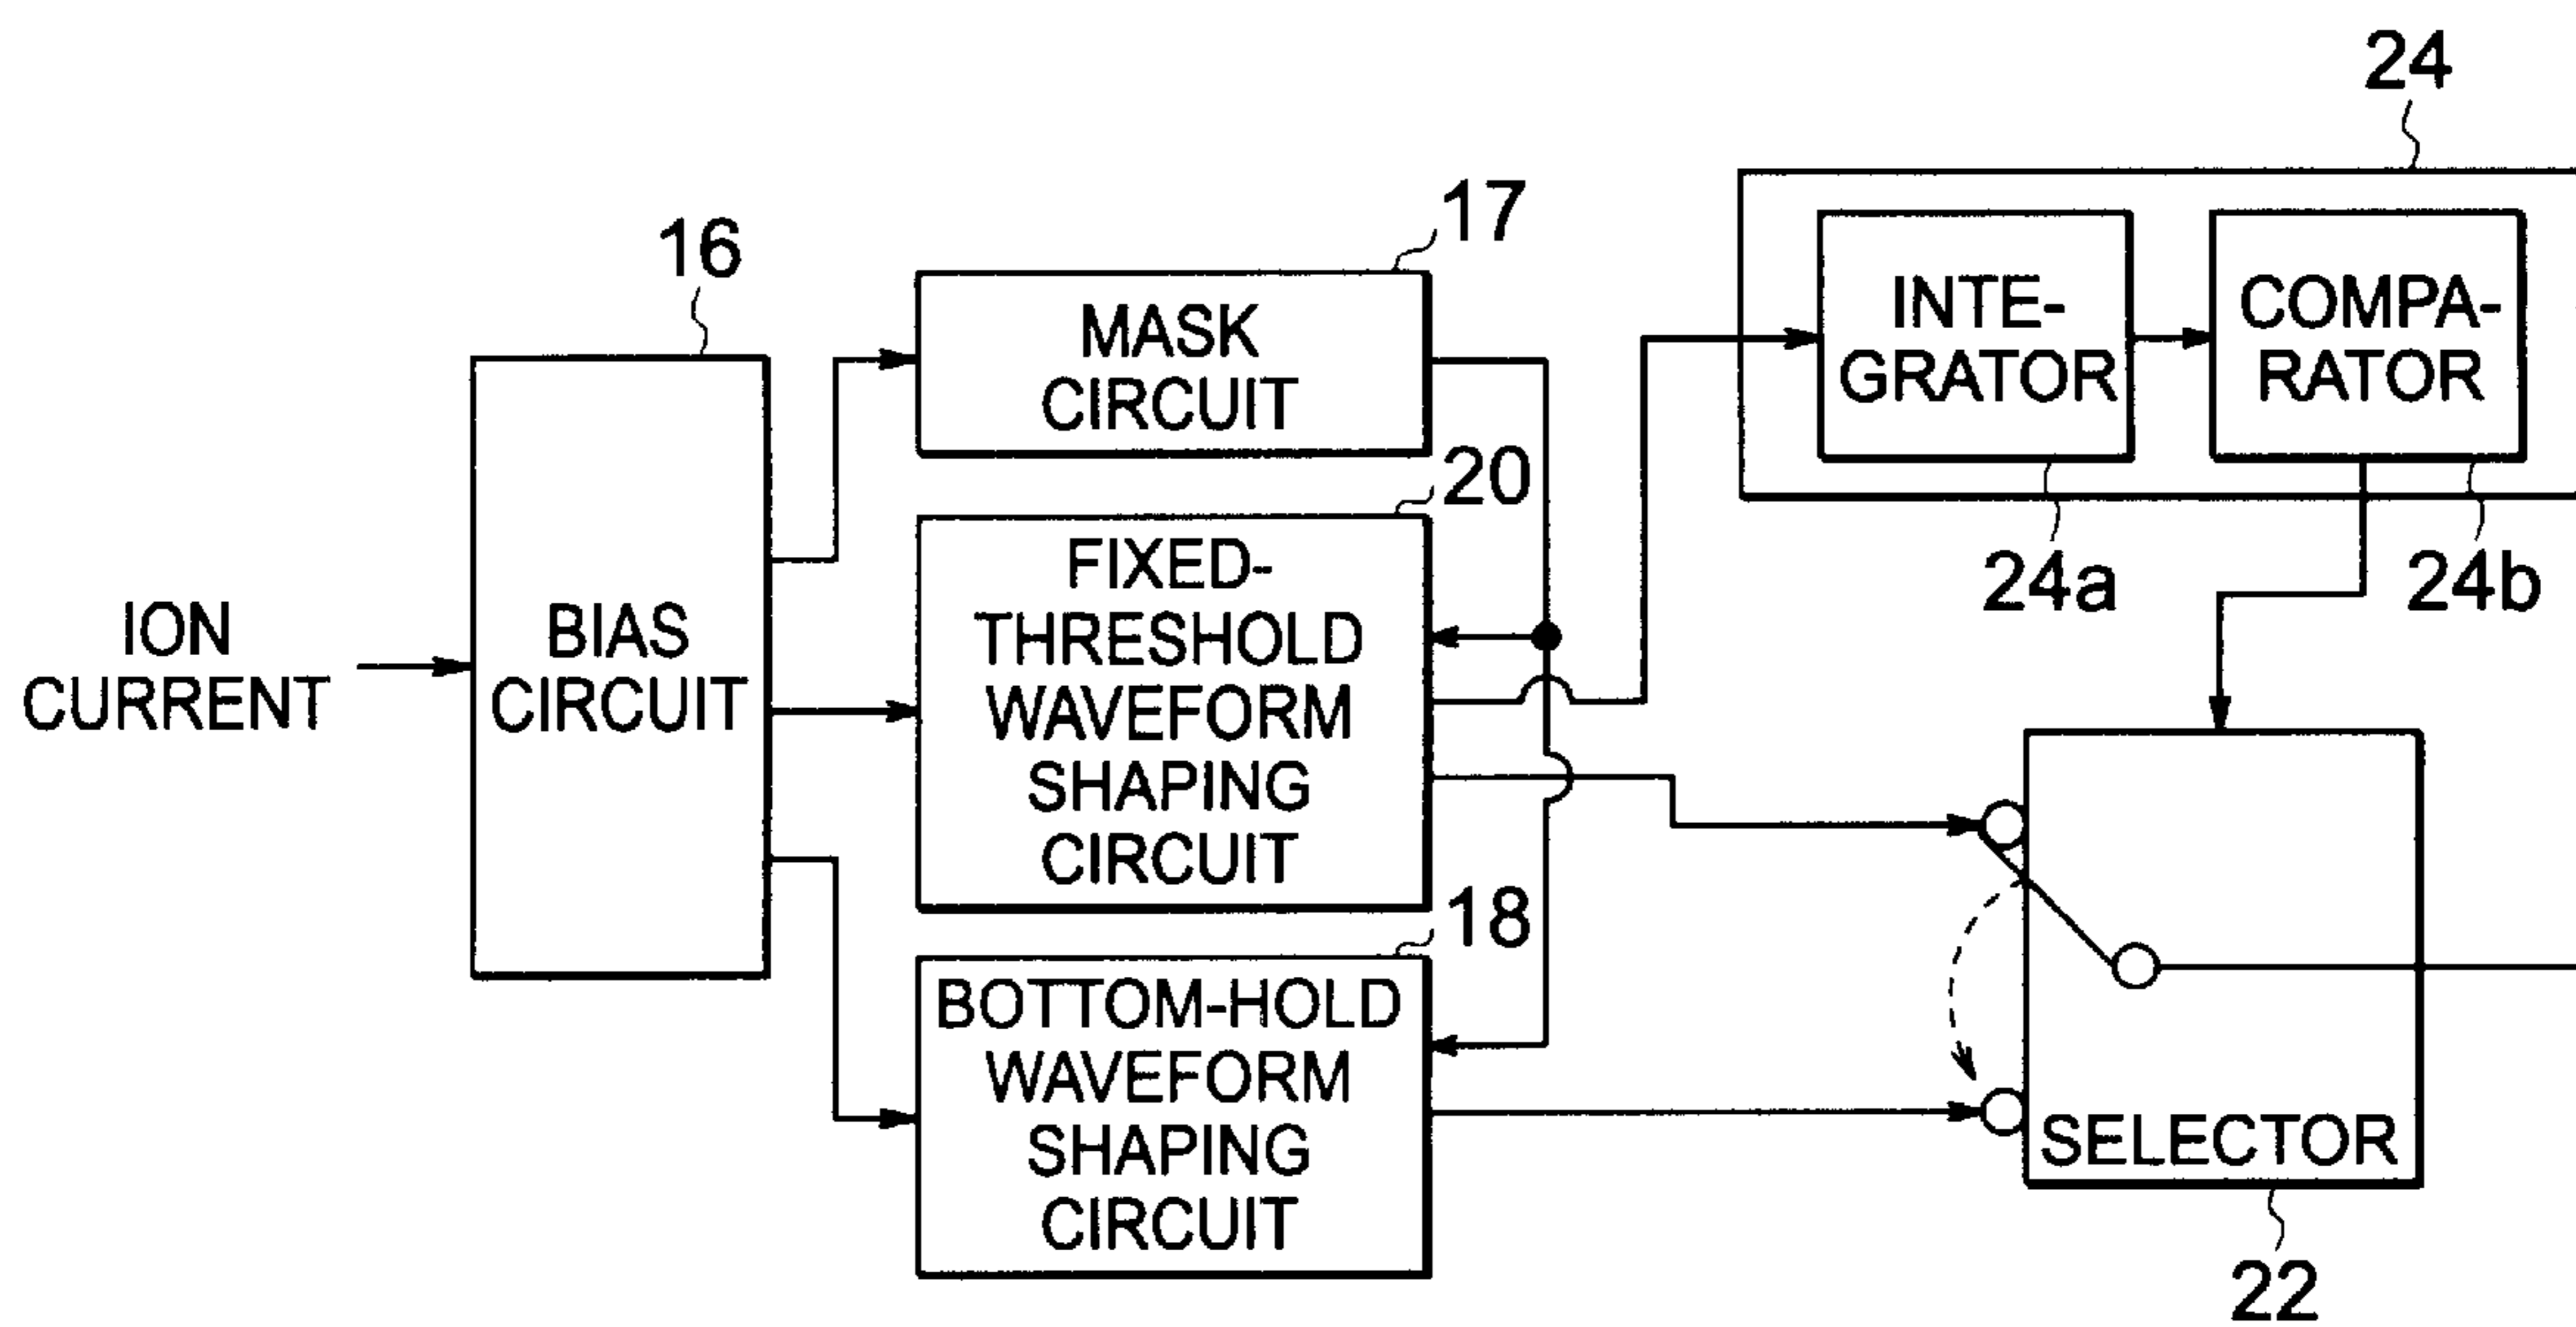 24
17
16
INTE-
GRATOR
COMPA-
RATOR
MASK
CIRCUIT
20
24a
24b
ION
CURRENT
BIAS
CIRCUIT
FIXED-
THRESHOLD
WAVEFORM
SHAPING
CIRCUIT
18
BOTTOM-HOLD
WAVEFORM
SHAPING
CIRCUIT
SELECTOR
22